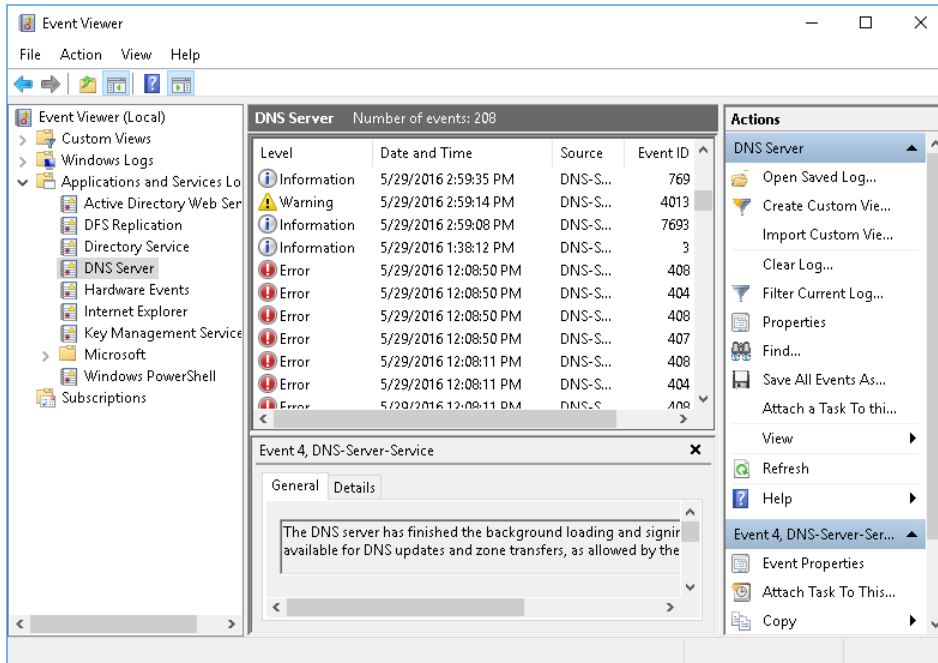 Event Viewer
File Action View Help
Event Viewer (Local)
Custom Views
Windows Logs
Applications and Services Lo
Active Directory Web Ser
DFS Replication
Directory Service
DNS Server
Hardware Events
Internet Explorer
Key Management Service
Microsoft
Windows PowerShell
Subscriptions
DNS Server Number of events: 208
Level Date and Time Source Event ID
Information 5/29/2016 2:59:35 PM DNS-S... 769
Warning 5/29/2016 2:59:14 PM DNS-S... 4013
Information 5/29/2016 2:59:08 PM DNS-S... 7693
Information 5/29/2016 1:38:12 PM DNS-S... 3
Error 5/29/2016 12:08:50 PM DNS-S... 408
Error 5/29/2016 12:08:50 PM DNS-S... 404
Error 5/29/2016 12:08:50 PM DNS-S... 408
Error 5/29/2016 12:08:50 PM DNS-S... 407
Error 5/29/2016 12:08:11 PM DNS-S... 408
Error 5/29/2016 12:08:11 PM DNS-S... 404
Error 5/29/2016 12:08:11 PM DNS-S... 408
Event 4, DNS-Server-Service
General Details
The DNS server has finished the background loading and signir
available for DNS updates and zone transfers, as allowed by the
Actions
DNS Server
Open Saved Log...
Create Custom Vie...
Import Custom Vie...
Clear Log...
Filter Current Log...
Properties
Find...
Save All Events As...
Attach a Task To thi...
View
Refresh
Help
Event 4, DNS-Server-Ser...
Event Properties
Attach Task To This...
Copy